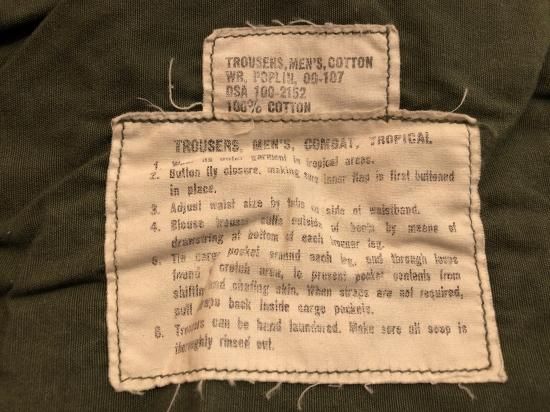 TROUSERS, MEN'S, COTTON
WR, POPLIN, OG-107
DSA 100-2152
100% COTTON
TROUSERS, MEN'S, COMBAT, TROPICAL
1. garment in tropical areas.
2. Button fly closure, making sure inner flap is first buttoned
in place.
3. Adjust waist size by tabs on side of waistband.
4. Blouse trouser cuffs outside of boots by means of
drawstring at bottom of each trouser leg.
5. Tie cargo pocket around each leg, and through loops
found crotch area, to prevent pocket contents from
shifting and chafing skin. When straps are not required,
pull back inside cargo pockets.
6. Trousers can be hand laundered. Make sure all soap is
thoroughly rinsed out.